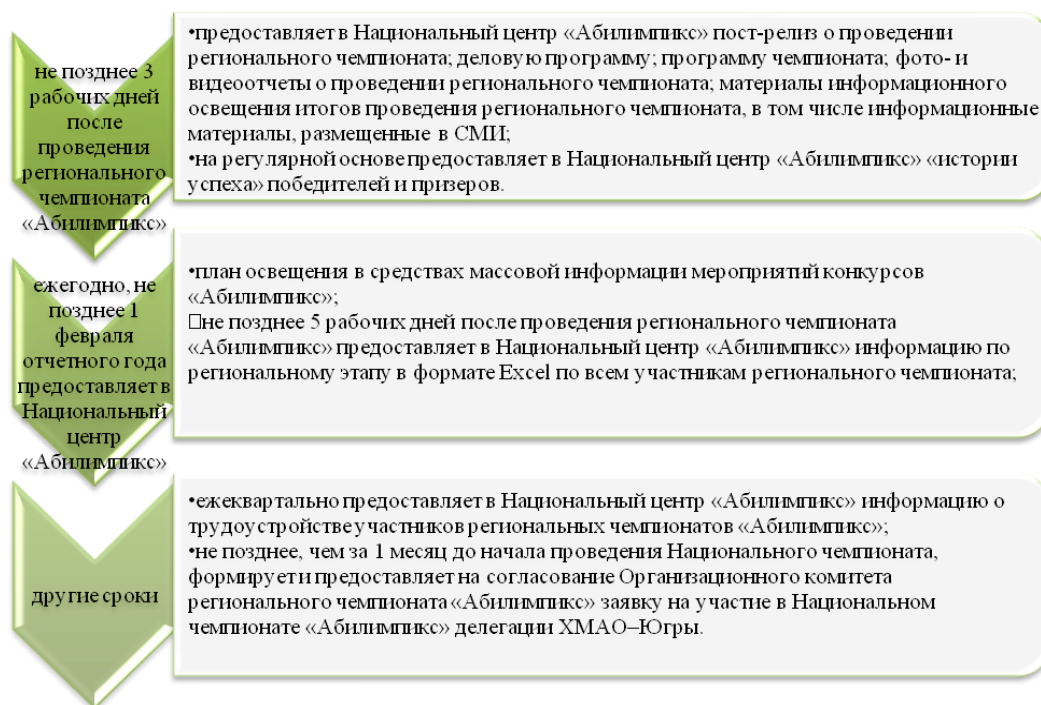 не позднее 3
рабочих дней
после
проведения
регионального
чемпионата
«Абилимпикс»
•предоставляет в Национальный центр «Абилимпикс» пост-релиз о проведении
регионального чемпионата; деловую программу; программу чемпионата; фото- и
видеоотчеты о проведении регионального чемпионата; материалы информационного
освещения итогов проведения регионального чемпионата, в том числе информационные
материалы, размещенные в СМИ;
•на регулярной основе предоставляет в Национальный центр «Абилимпикс» «истории
успеха» победителей и призеров.
ежегодно, не
позднее 1
февраля
отчетного года
предоставляет в
Национальный
центр
«Абилимпикс»
•план освещения в средствах массовой информации мероприятий конкурсов
«Абилимпикс»;
□не позднее 5 рабочих дней после проведения регионального чемпионата
«Абилимпикс» предоставляет в Национальный центр «Абилимпикс» информацию по
региональному этапу в формате Excel по всем участникам регионального чемпионата;
другие сроки
•ежеквартально предоставляет в Национальный центр «Абилимпикс» информацию о
трудоустройстве участников региональных чемпионатов «Абилимпикс»;
•не позднее, чем за 1 месяц до начала проведения Национального чемпионата,
формирует и предоставляет на согласование Организационного комитета
регионального чемпионата «Абилимпикс» заявку на участие в Национальном
чемпионате «Абилимпикс» делегации ХМАО–Югры.